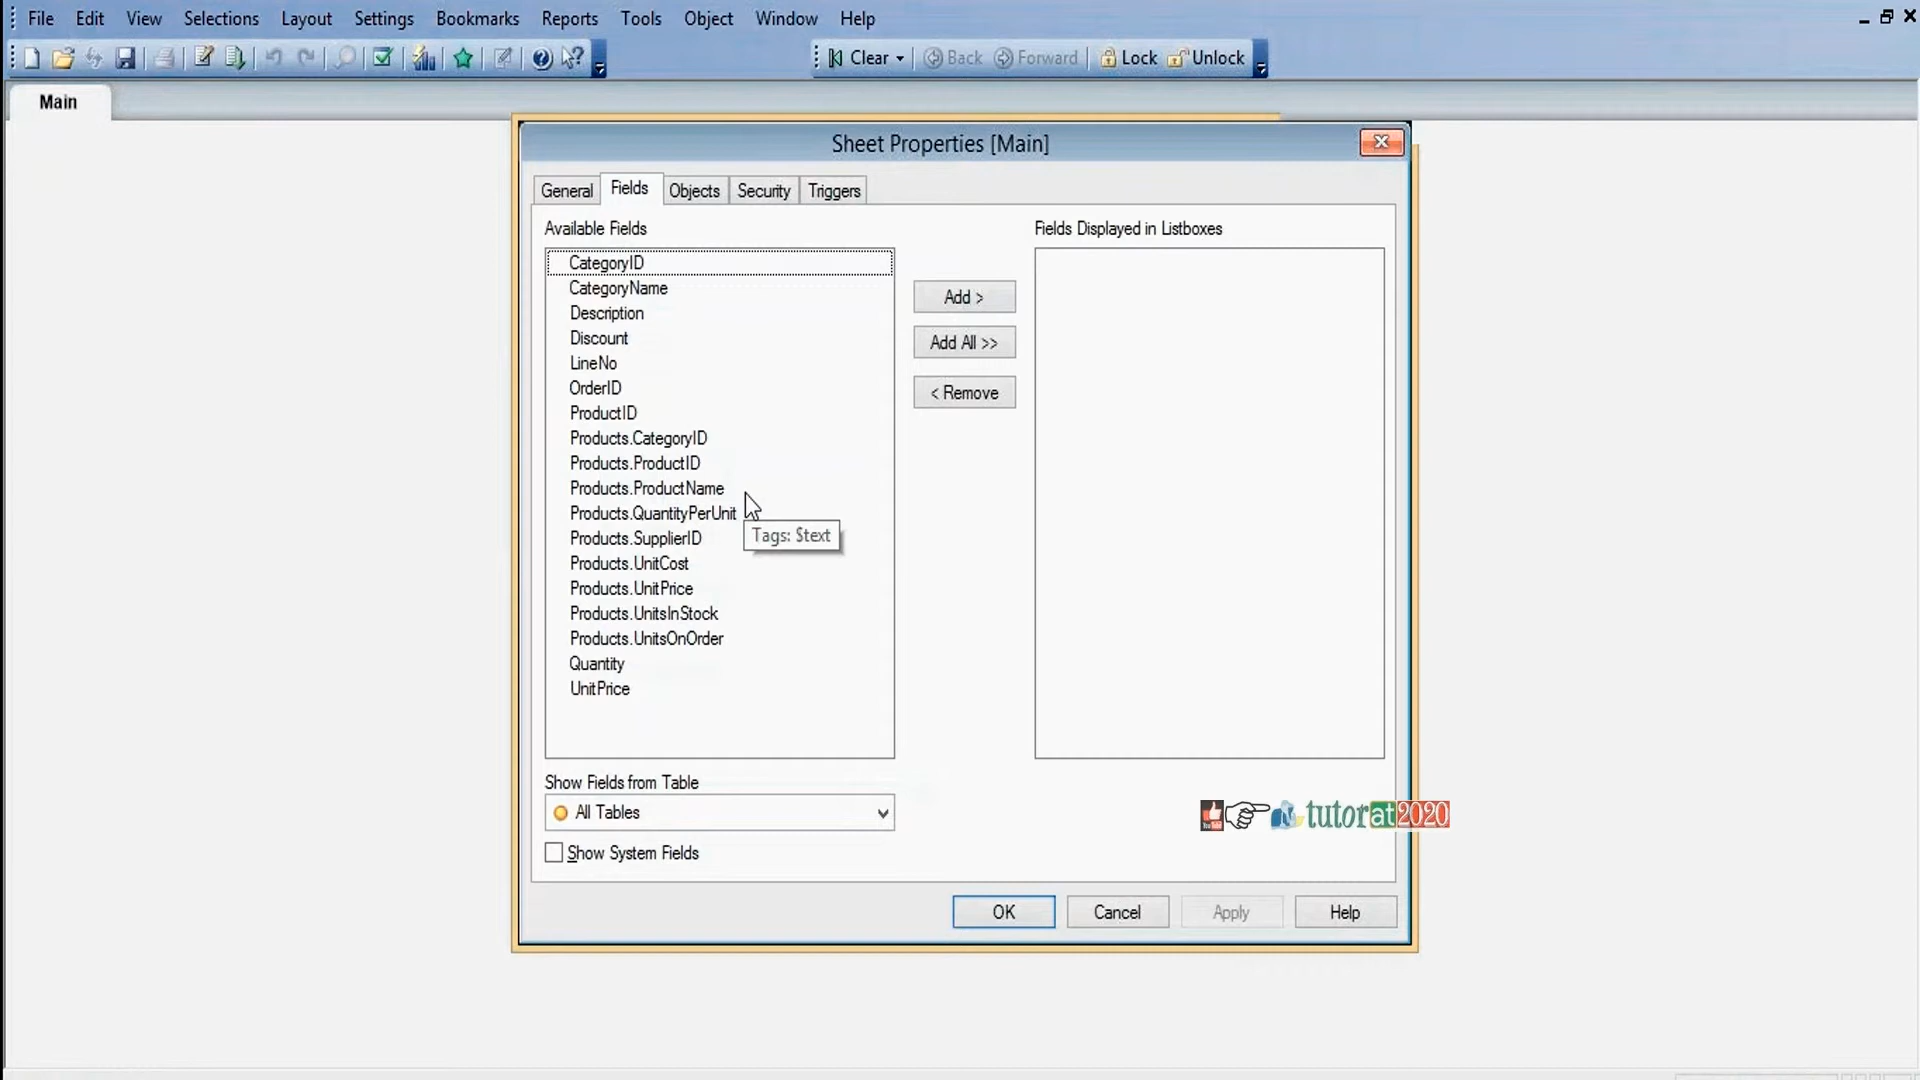 File Edit View Selections Layout Settings Bookmarks Reports Tools Object Window Help
Clear Back Forward Lock Unlock
Main
Sheet Properties [Main]
General Fields Objects Security Triggers
Available Fields
Fields Displayed in Listboxes
CategoryID
CategoryName
Description
Discount
LineNo
OrderID
ProductID
Products.CategoryID
Products.ProductID
Products.ProductName
Products.QuantityPerUnit
Products.SupplierID
Products.UnitCost
Products.UnitPrice
Products.UnitsInStock
Products.UnitsOnOrder
Quantity
UnitPrice
Tags: $text
Add >
Add All >>
< Remove
Show Fields from Table
All Tables
Show System Fields
tutorat2020
OK Cancel Apply Help